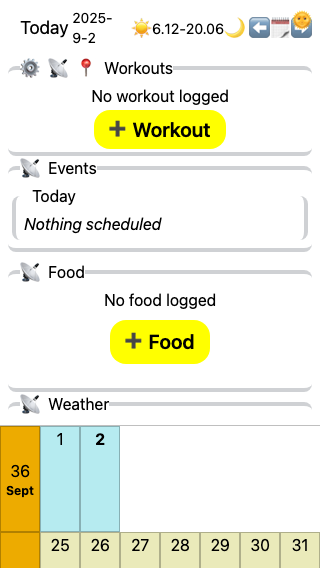 Today 2025-
9-2
6.12-20.06
Workouts
No workout logged
+ Workout
Events
Today
Nothing scheduled
Food
No food logged
+ Food
Weather
36
Sept
1
2
25
26
27
28
29
30
31